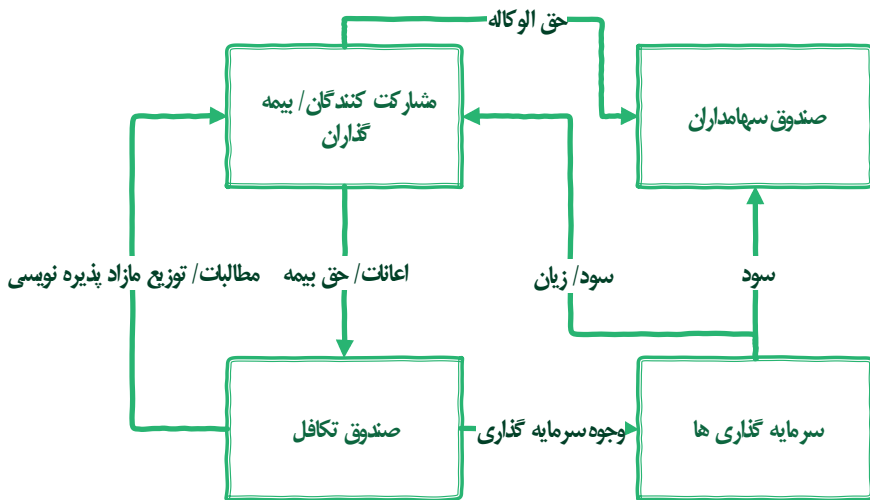 حق الوکاله
مشارکت کنندگان/ بیمه
گذاران
صندوق سهامداران
مطالبات/ توزیع مازاد پذیره نویسی
اعانات/ حق بیمه
سود/ زیان
سود
صندوق تکافل
وجوه سرمایه گذاری
سرمایه گذاری ها